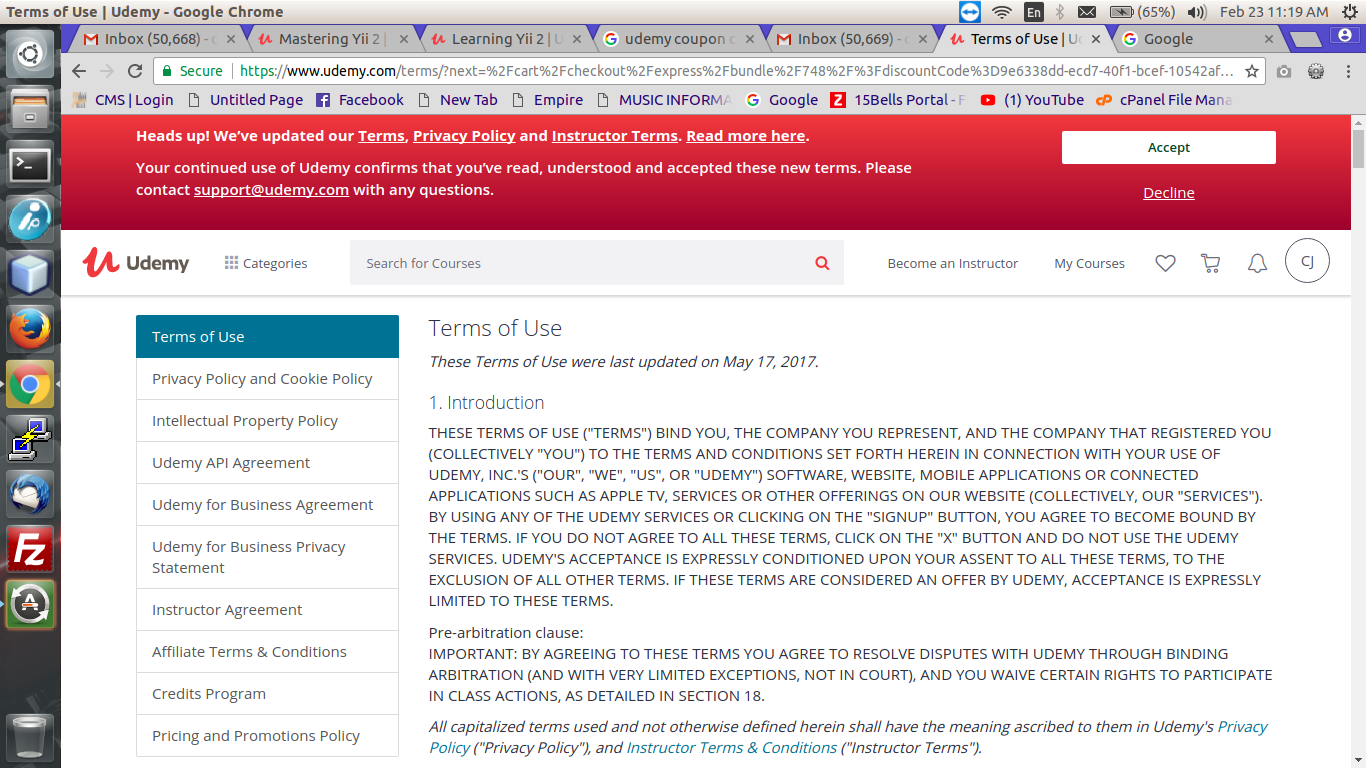 Terms of Use | Udemy - Google Chrome
En
(65%)
Feb 23 11:19 AM
Inbox (50,668) - c
Mastering Yii 2 |
Learning Yii 2 | U
udemy coupon c
Inbox (50,669) - c
Terms of Use | Ud
Google
Secure
https://www.udemy.com/terms/?next=%2Fcart%2Fcheckout%2Fexpress%2Fbundle%2F748%2F%3FdiscountCode%3D9e6338dd-ecd7-40f1-bcef-10542af...
CMS | Login
Untitled Page
Facebook
New Tab
Empire
MUSIC INFORMA
Google
15Bells Portal - F
(1) YouTube
cPanel File Mana
Heads up! We’ve updated our Terms, Privacy Policy and Instructor Terms. Read more here.
Your continued use of Udemy confirms that you’ve read, understood and accepted these new terms. Please
contact support@udemy.com with any questions.
Accept
Decline
Udemy
Categories
Search for Courses
Become an Instructor
My Courses
CJ
Terms of Use
Privacy Policy and Cookie Policy
Intellectual Property Policy
Udemy API Agreement
Udemy for Business Agreement
Udemy for Business Privacy
Statement
Instructor Agreement
Affiliate Terms & Conditions
Credits Program
Pricing and Promotions Policy
Terms of Use
These Terms of Use were last updated on May 17, 2017.
1. Introduction
THESE TERMS OF USE ("TERMS") BIND YOU, THE COMPANY YOU REPRESENT, AND THE COMPANY THAT REGISTERED YOU
(COLLECTIVELY "YOU") TO THE TERMS AND CONDITIONS SET FORTH HEREIN IN CONNECTION WITH YOUR USE OF
UDEMY, INC.'S ("OUR", "WE", "US", OR "UDEMY") SOFTWARE, WEBSITE, MOBILE APPLICATIONS OR CONNECTED
APPLICATIONS SUCH AS APPLE TV, SERVICES OR OTHER OFFERINGS ON OUR WEBSITE (COLLECTIVELY, OUR "SERVICES").
BY USING ANY OF THE UDEMY SERVICES OR CLICKING ON THE "SIGNUP" BUTTON, YOU AGREE TO BECOME BOUND BY
THE TERMS. IF YOU DO NOT AGREE TO ALL THESE TERMS, CLICK ON THE "X" BUTTON AND DO NOT USE THE UDEMY
SERVICES. UDEMY'S ACCEPTANCE IS EXPRESSLY CONDITIONED UPON YOUR ASSENT TO ALL THESE TERMS, TO THE
EXCLUSION OF ALL OTHER TERMS. IF THESE TERMS ARE CONSIDERED AN OFFER BY UDEMY, ACCEPTANCE IS EXPRESSLY
LIMITED TO THESE TERMS.
Pre-arbitration clause:
IMPORTANT: BY AGREEING TO THESE TERMS YOU AGREE TO RESOLVE DISPUTES WITH UDEMY THROUGH BINDING
ARBITRATION (AND WITH VERY LIMITED EXCEPTIONS, NOT IN COURT), AND YOU WAIVE CERTAIN RIGHTS TO PARTICIPATE
IN CLASS ACTIONS, AS DETAILED IN SECTION 18.
All capitalized terms used and not otherwise defined herein shall have the meaning ascribed to them in Udemy's Privacy
Policy ("Privacy Policy"), and Instructor Terms & Conditions ("Instructor Terms").